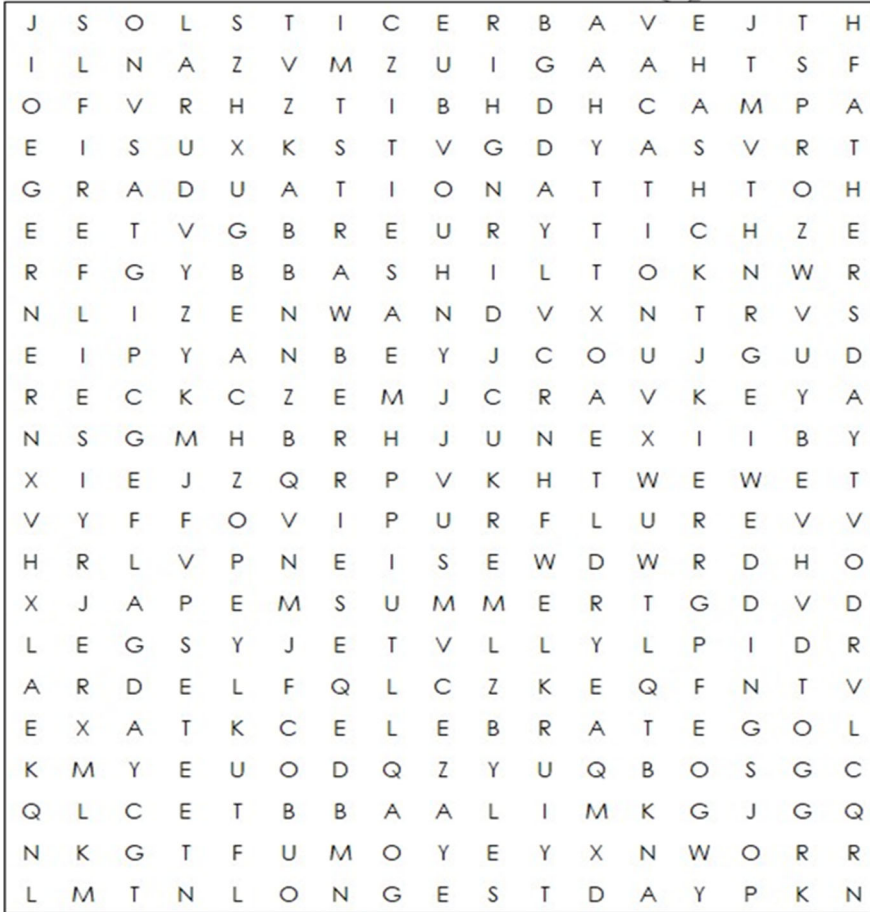 J S O L S T I C E R B A V E J T H
I L N A Z V M Z U I G A A H T S F
O F V R H Z T I B H D H C A M P A
E I S U X K S T V G D Y A S V R T
G R A D U A T I O N A T T H T O H
E E T V G B R E U R Y T I C H Z E
R F G Y B B A S H I L T O K N W R
N L I Z E N W A N D V X N T R V S
E I P Y A N B E Y J C O U J G U D
R E C K C Z E M J C R A V K E Y A
N S G M H B R H J U N E X I I B Y
X I E J Z Q R P V K H T W E W E T
V Y F F O V I P U R F L U R E V V
H R L V P N E I S E W D W R D H O
X J A P E M S U M M E R T G D V D
L E G S Y J E T V L L Y L P I D R
A R D E L F Q L C Z K E Q F N T V
E X A T K C E L E B R A T E G O L
K M Y E U O D Q Z Y U Q B O S G C
Q L C E T B B A A L I M K G J G Q
N K G T F U M O Y E Y X N W O R R
L M T N L O N G E S T D A Y P K N